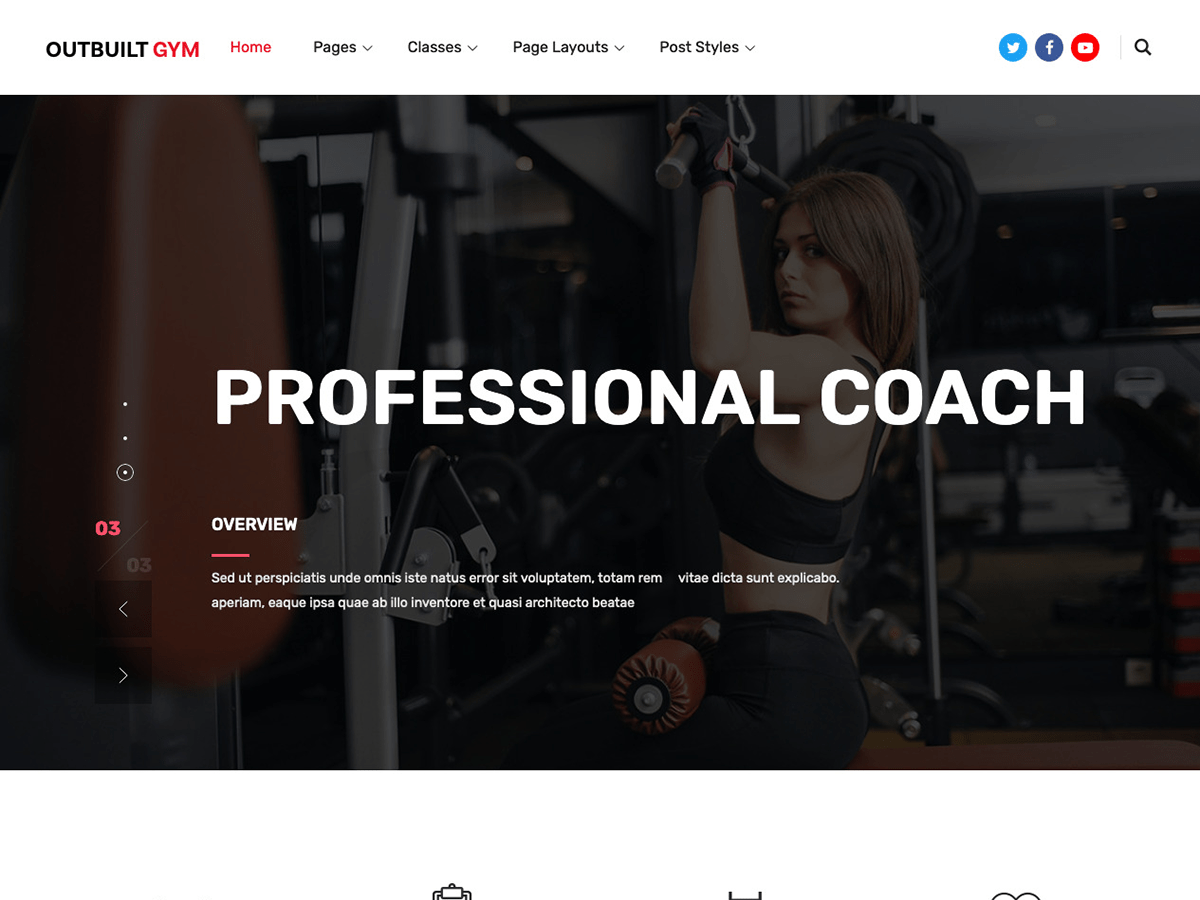 OUTBUILT GYM Home Pages Classes Page Layouts Post Styles
PROFESSIONAL COACH
03
03
OVERVIEW
Sed ut perspiciatis unde omnis iste natus error sit voluptatem, totam rem vitae dicta sunt explicabo.
aperiam, eaque ipsa quae ab illo inventore et quasi architecto beatae